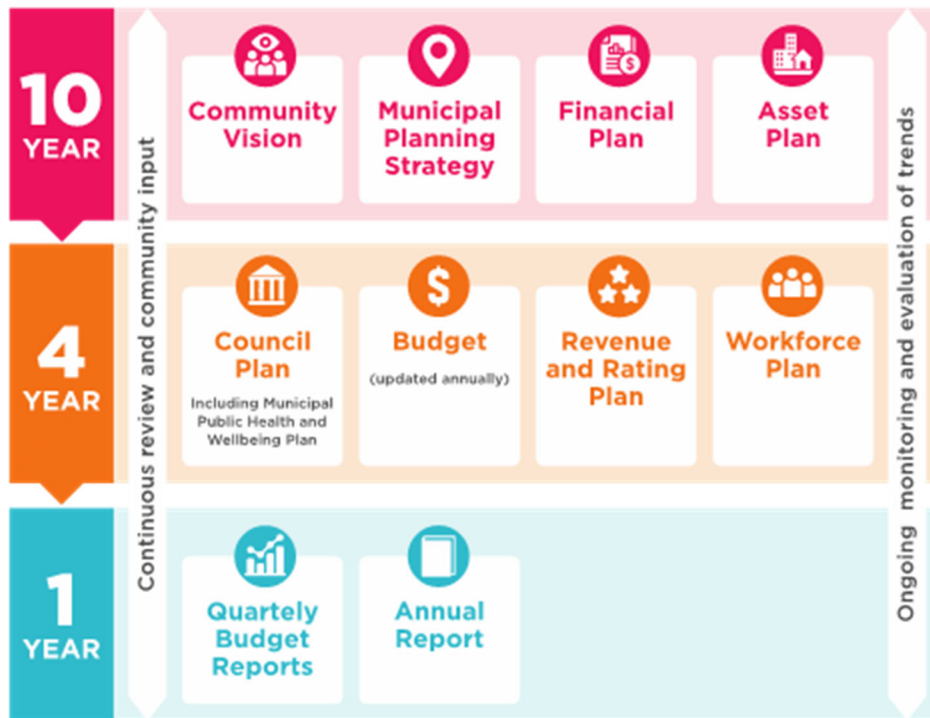 10
YEAR
Continuous review and community input
Community
Vision
Municipal
Planning
Strategy
Financial
Plan
Asset
Plan
Ongoing monitoring and evaluation of trends
4
YEAR
Council
Plan
Including Municipal
Public Health and
Wellbeing Plan
$
Budget
(updated annually)
Revenue
and Rating
Plan
Workforce
Plan
1
YEAR
Quartely
Budget
Reports
Annual
Report